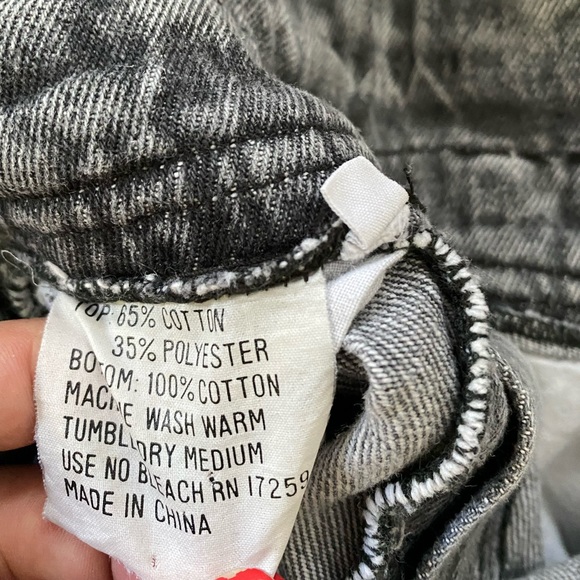 TOP: 65% COTTON
35% POLYESTER
BOTTOM: 100% COTTON
MACHINE WASH WARM
TUMBLE DRY MEDIUM
USE NO BLEACH RN 17259
MADE IN CHINA